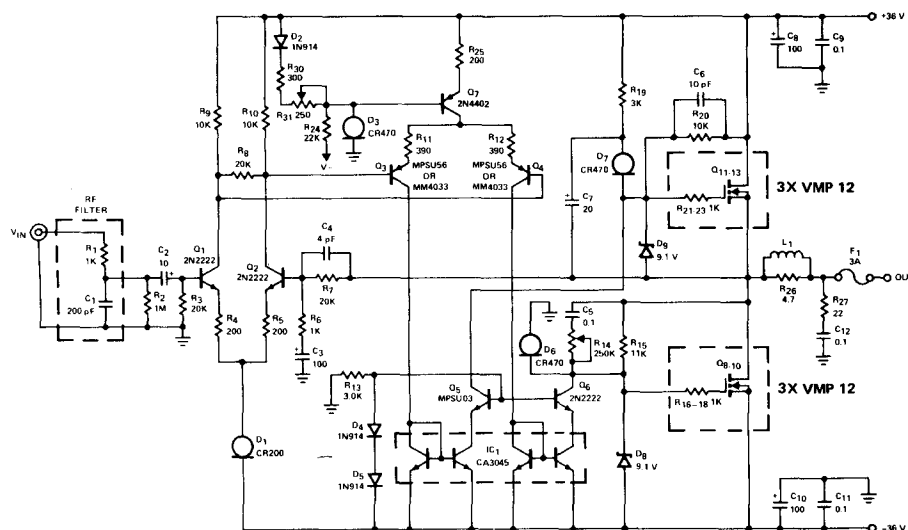 +36 V
D2
1N914
R30
300
R31
250
R24
22K
V-
D3
CR470
R25
200
Q7
2N4402
R9
10K
R10
10K
R8
20K
R11
390
R12
390
Q3
MPSU56
OR
MM4033
MPSU56
OR
MM4033
Q4
R19
3K
D7
CR470
C7
20
C6
10 pF
R20
10K
C8
100
C9
0.1
Q11-13
R21-23
1K
3X VMP 12
D9
9.1 V
RF
FILTER
VIN
R1
1K
C1
200 pF
C2
10
R2
1M
R3
20K
Q1
2N2222
Q2
2N2222
R4
200
R5
200
C4
4 pF
R7
20K
R6
1K
C3
100
L1
R26
4.7
F1
3A
OU
R27
22
C12
0.1
D6
CR470
C5
0.1
R14
250K
R15
11K
Q8-10
R16-18
1K
3X VMP 12
R13
3.0K
Q5
MPSU03
Q6
2N2222
D4
1N914
D5
1N914
IC1
CA3045
D8
9.1 V
D1
CR200
C10
100
C11
0.1
-36 V